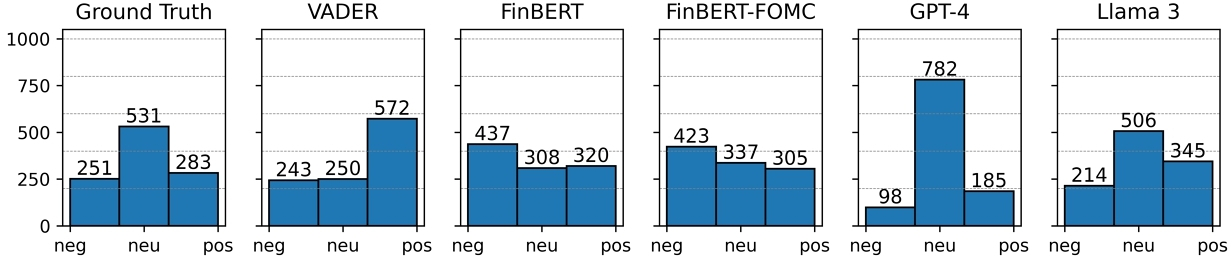 Ground Truth VADER FinBERT FinBERT-FOMC GPT-4 Llama 3
1000
750
500
250
0
251 531 283
243 250 572
437 308 320
423 337 305
98 782 185
214 506 345
neg neu pos neg neu pos neg neu pos neg neu pos neg neu pos neg neu pos